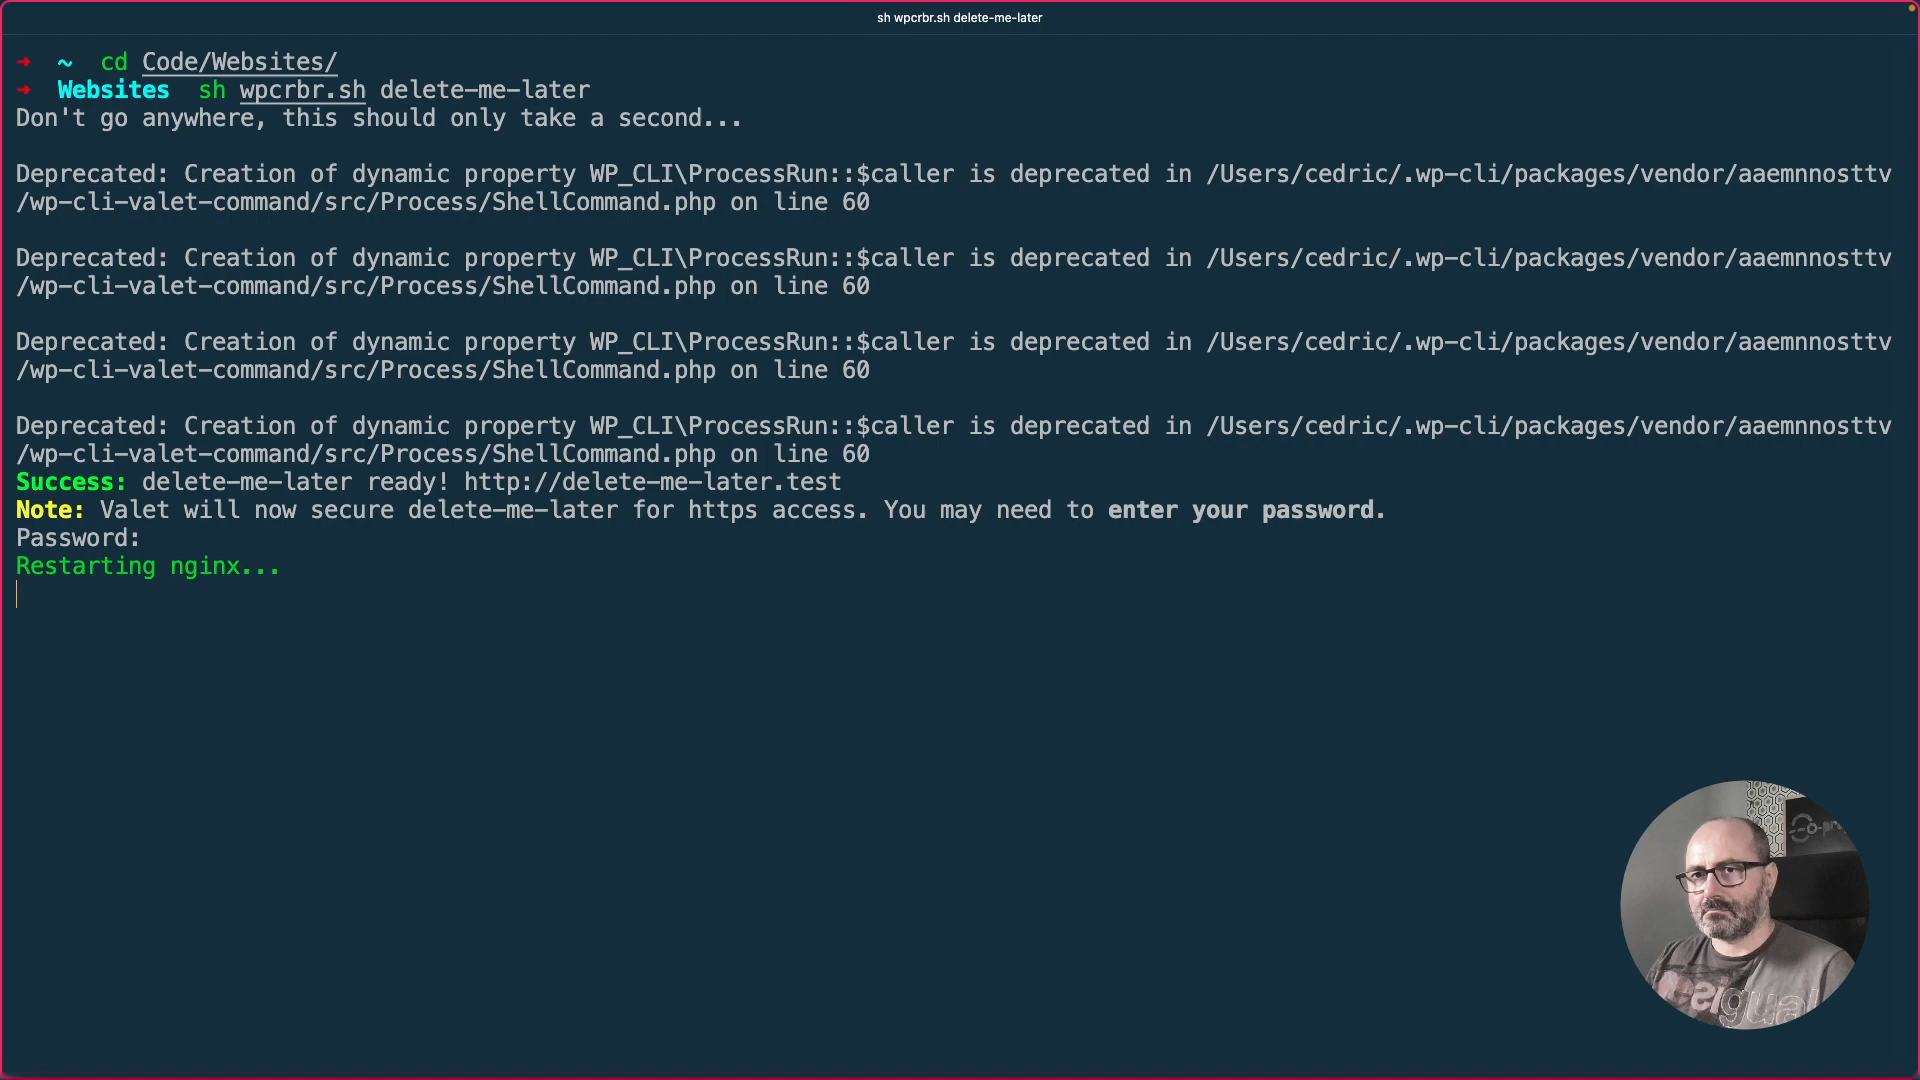 sh wpcrbr.sh delete-me-later
➜ ~ cd Code/Websites/
➜ Websites sh wpcrbr.sh delete-me-later
Don't go anywhere, this should only take a second...
Deprecated: Creation of dynamic property WP_CLI\ProcessRun::$caller is deprecated in /Users/cedric/.wp-cli/packages/vendor/aaemnnosttv
/wp-cli-valet-command/src/Process/ShellCommand.php on line 60
Deprecated: Creation of dynamic property WP_CLI\ProcessRun::$caller is deprecated in /Users/cedric/.wp-cli/packages/vendor/aaemnnosttv
/wp-cli-valet-command/src/Process/ShellCommand.php on line 60
Deprecated: Creation of dynamic property WP_CLI\ProcessRun::$caller is deprecated in /Users/cedric/.wp-cli/packages/vendor/aaemnnosttv
/wp-cli-valet-command/src/Process/ShellCommand.php on line 60
Deprecated: Creation of dynamic property WP_CLI\ProcessRun::$caller is deprecated in /Users/cedric/.wp-cli/packages/vendor/aaemnnosttv
/wp-cli-valet-command/src/Process/ShellCommand.php on line 60
Success: delete-me-later ready! http://delete-me-later.test
Note: Valet will now secure delete-me-later for https access. You may need to enter your password.
Password:
Restarting nginx...